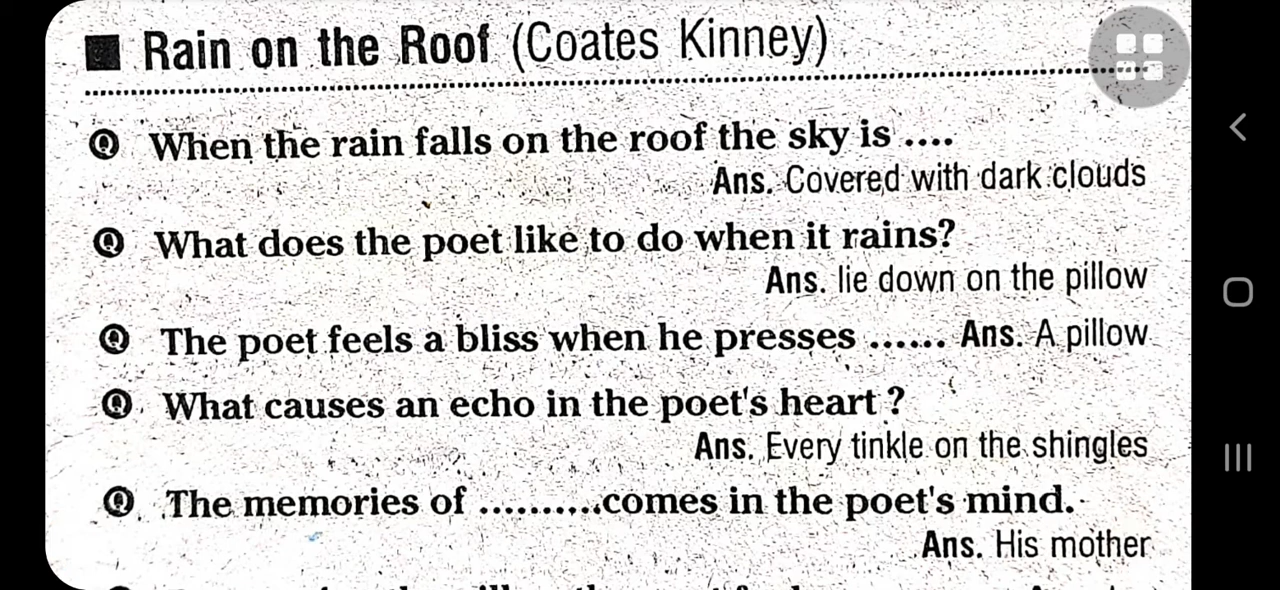 ■ Rain on the Roof (Coates Kinney)
Q When the rain falls on the roof the sky is ....
Ans. Covered with dark clouds
Q What does the poet like to do when it rains?
Ans. lie down on the pillow
Q The poet feels a bliss when he presses ...... Ans. A pillow
Q What causes an echo in the poet's heart ?
Ans. Every tinkle on the shingles
Q The memories of ..........comes in the poet's mind.
Ans. His mother